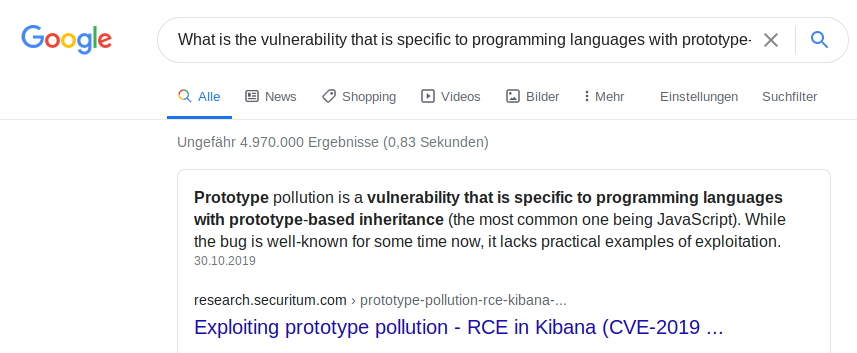 Google
What is the vulnerability that is specific to programming languages with prototype-
Alle News Shopping Videos Bilder Mehr Einstellungen Suchfilter
Ungefähr 4.970.000 Ergebnisse (0,83 Sekunden)
Prototype pollution is a vulnerability that is specific to programming languages
with prototype-based inheritance (the most common one being JavaScript). While
the bug is well-known for some time now, it lacks practical examples of exploitation.
30.10.2019
research.securitum.com › prototype-pollution-rce-kibana-...
Exploiting prototype pollution - RCE in Kibana (CVE-2019 ...